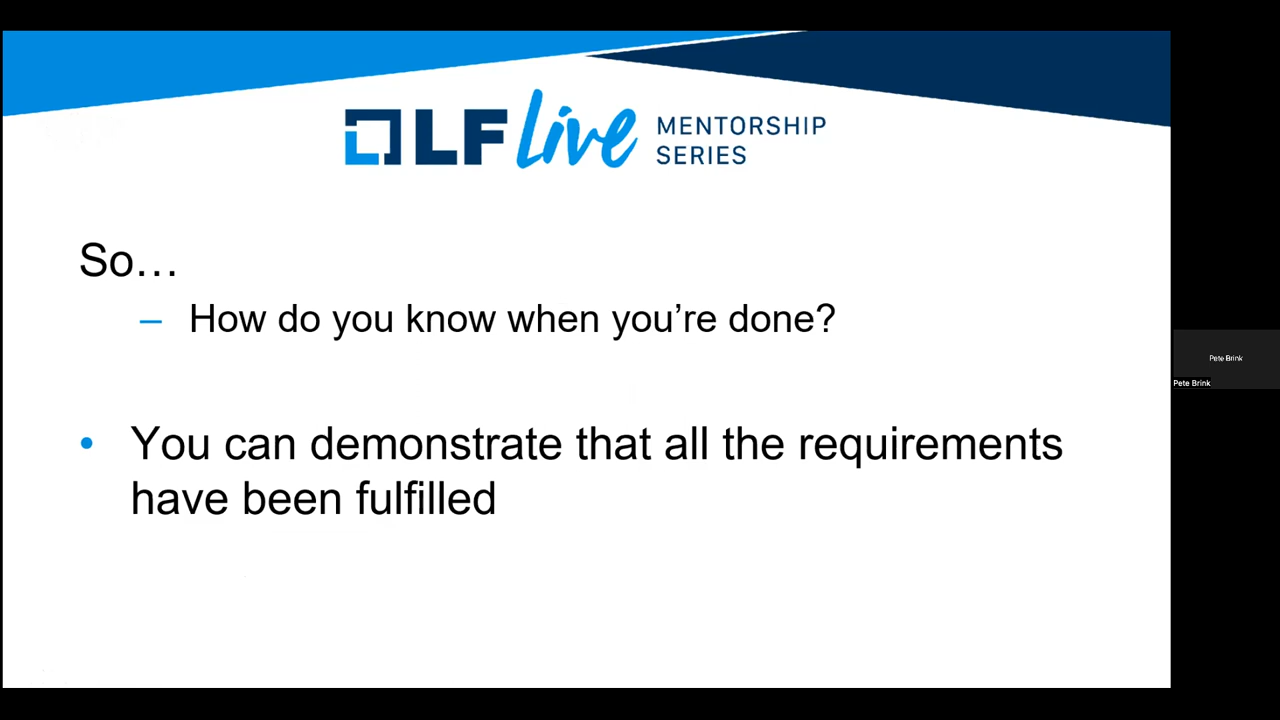 LF live MENTORSHIP
SERIES
So…
– How do you know when you’re done?
• You can demonstrate that all the requirements
have been fulfilled
Pete Brink
Pete Brink